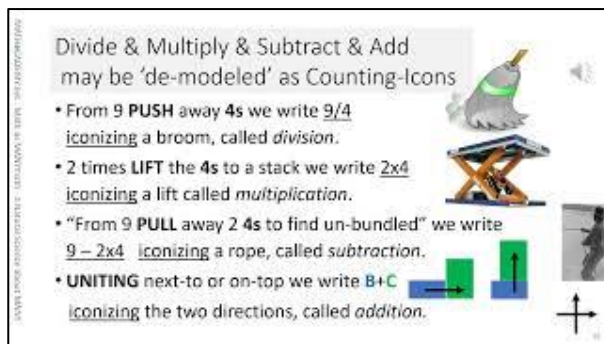 Divide & Multiply & Subtract & Add
may be 'de-modeled' as Counting-Icons
• From 9 PUSH away 4s we write 9/4
iconizing a broom, called division.
• 2 times LIFT the 4s to a stack we write 2x4
iconizing a lift called multiplication.
• "From 9 PULL away 2 4s to find un-bundled" we write
9 – 2x4 iconizing a rope, called subtraction.
• UNITING next-to or on-top we write B+C
iconizing the two directions, called addition.